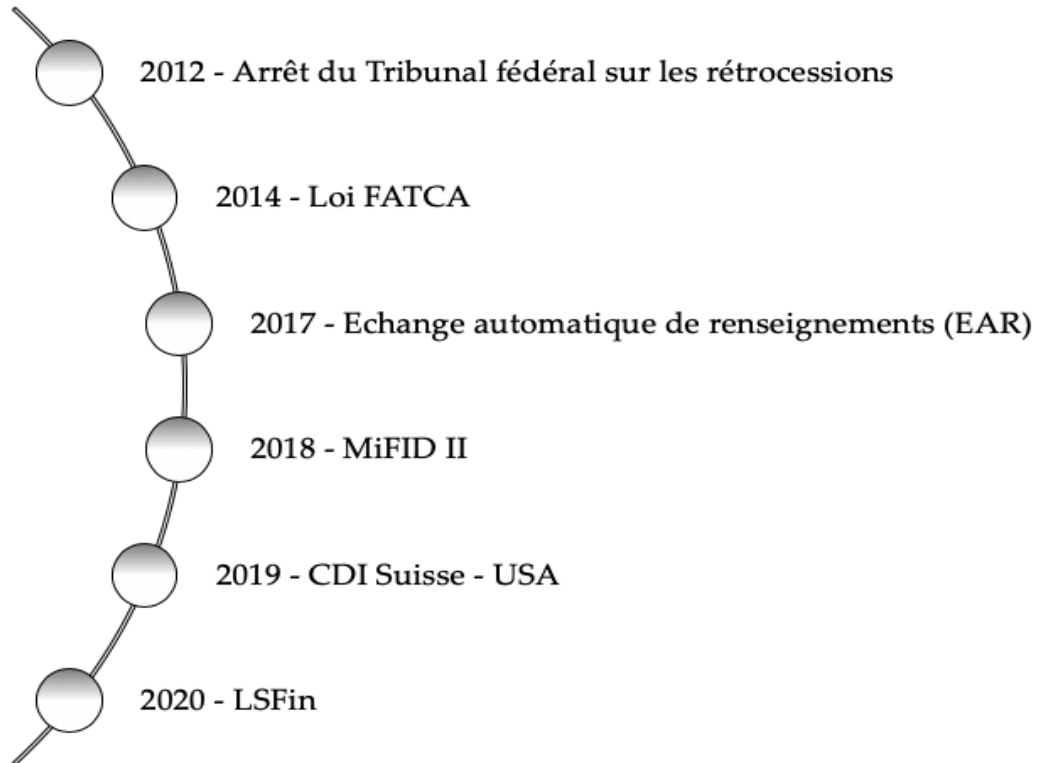 2012 - Arrêt du Tribunal fédéral sur les rétrocessions
2014 - Loi FATCA
2017 - Echange automatique de renseignements (EAR)
2018 - MiFID II
2019 - CDI Suisse - USA
2020 - LSFin